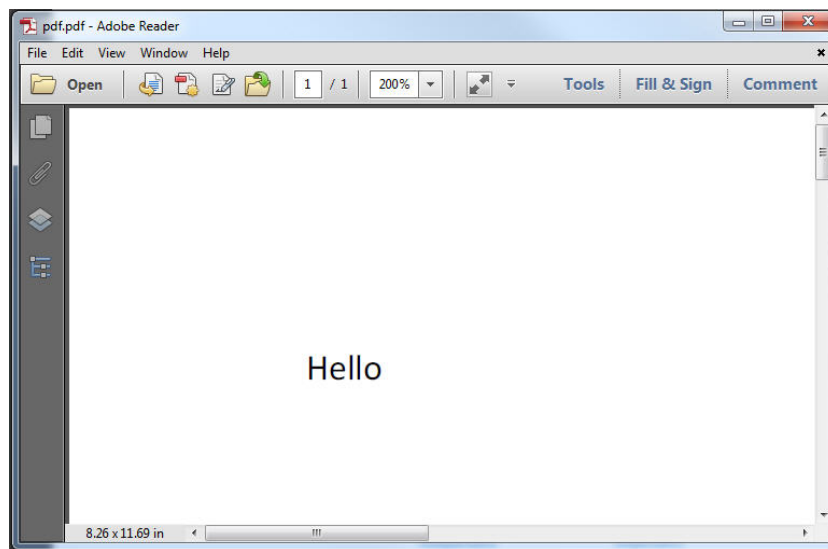 pdf.pdf - Adobe Reader
File Edit View Window Help
Open 1 / 1 200% Tools Fill & Sign Comment
Hello
8.26 x 11.69 in